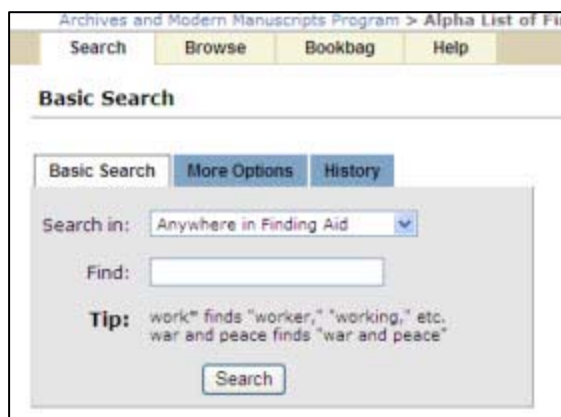 Archives and Modern Manuscripts Program > Alpha List of Fi
Search Browse Bookbag Help
Basic Search
Basic Search More Options History
Search in: Anywhere in Finding Aid
Find:
Tip: work* finds "worker," "working," etc.
war and peace finds "war and peace"
Search